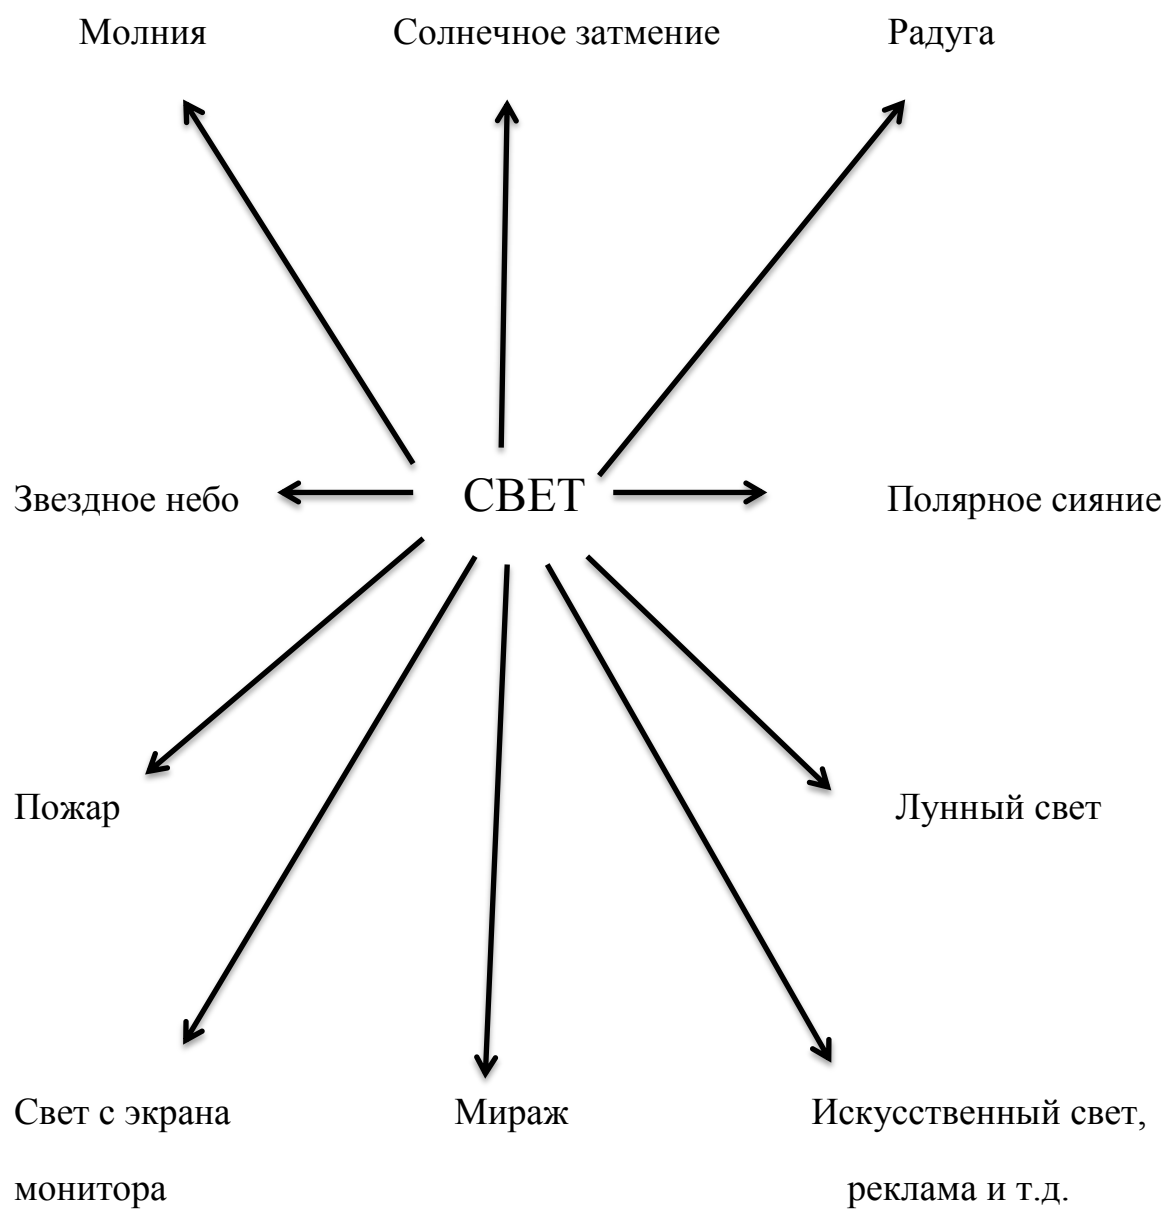 Молния
Солнечное затмение
Радуга
Звездное небо
СВЕТ
Полярное сияние
Пожар
Лунный свет
Свет с экрана
монитора
Мираж
Искусственный свет,
реклама и т.д.